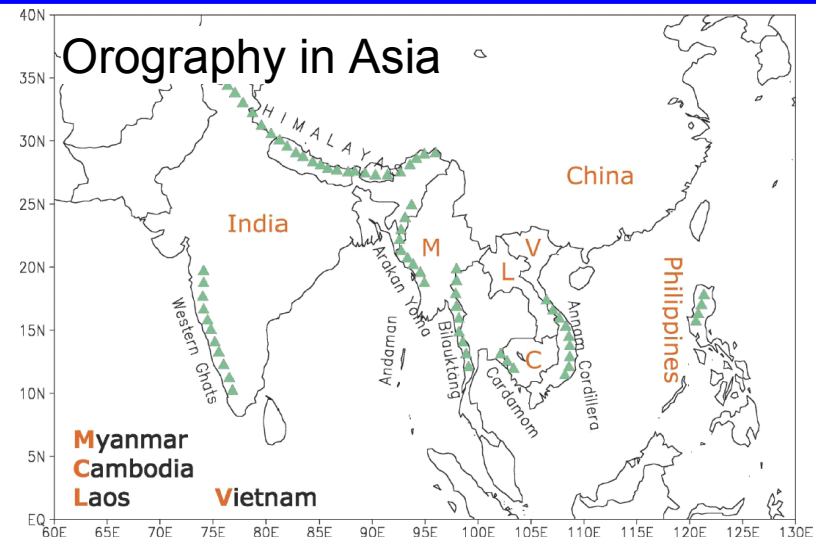 Orography in Asia
40N
35N
30N
25N
20N
15N
10N
5N
EQ
HIMALAYA
China
India
M
V
L
C
Philippines
Western Ghats
Arakan Yoma
Andaman
Bilauktang
Cardamom
Annam Cordillera
Myanmar
Cambodia
Laos
Vietnam
60E 65E 70E 75E 80E 85E 90E 95E 100E 105E 110E 115E 120E 125E 130E